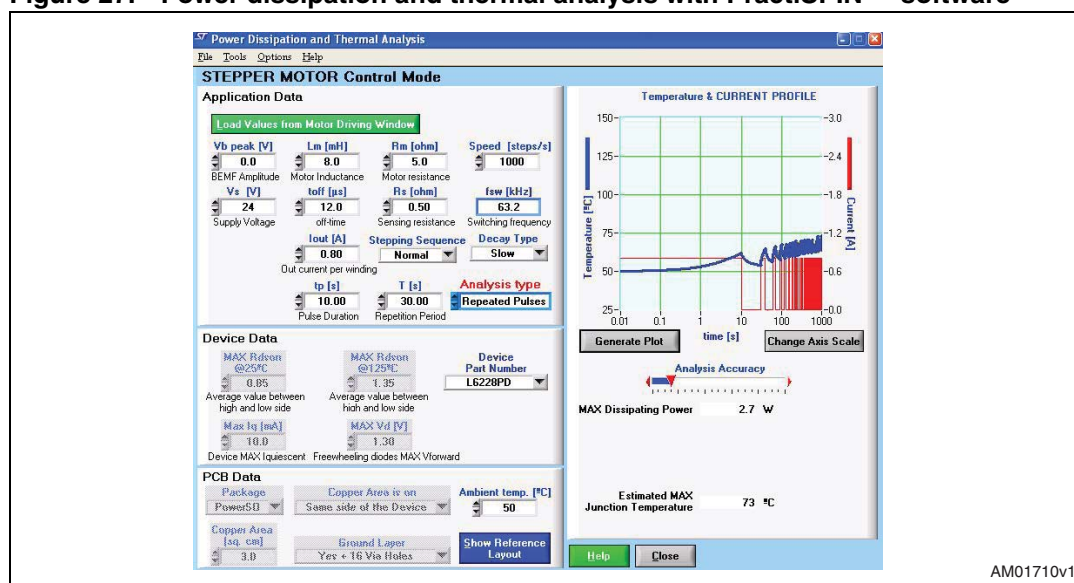 Figure 27. Power dissipation and thermal analysis with PractiSPIN™ software
ST Power Dissipation and Thermal Analysis
File Tools Options Help
STEPPER MOTOR Control Mode
Application Data
Load Values from Motor Driving Window
Vb peak [V] Lm [mH] Rm [ohm] Speed [steps/s]
0.0 8.0 5.0 1000
BEMF Amplitude Motor Inductance Motor resistance
Vs [V] toff [µs] Rs [ohm] fsw [kHz]
24 12.0 0.50 63.2
Supply Voltage off-time Sensing resistance Switching frequency
Iout [A] Stepping Sequence Decay Type
0.80 Normal Slow
Out current per winding
tp [s] T [s] Analysis type
10.00 30.00 Repeated Pulses
Pulse Duration Repetition Period
Device Data
MAX Rdson @25ºC MAX Rdson @125ºC Device Part Number
0.85 1.35 L6228PD
Average value between high and low side Average value between high and low side
Max Iq [mA] MAX Vd [V]
10.0 1.30
Device MAX Iquiescent Freewheeling diodes MAX Vforward
PCB Data
Package Copper Area is on Ambient temp. [ºC]
PowerSO Same side of the Device 50
Copper Area [sq. cm] Ground Layer Show Reference Layout
3.0 Yes + 16 Via Holes
Temperature & CURRENT PROFILE
150 -3.0
125 -2.4
100 -1.8
75 -1.2
50 -0.6
25 -0.0
Temperature [ºC]
Current [A]
0.01 0.1 1 10 100 1000
time [s]
Generate Plot Change Axis Scale
Analysis Accuracy
MAX Dissipating Power 2.7 W
Estimated MAX Junction Temperature 73 ºC
Help Close
AM01710v1